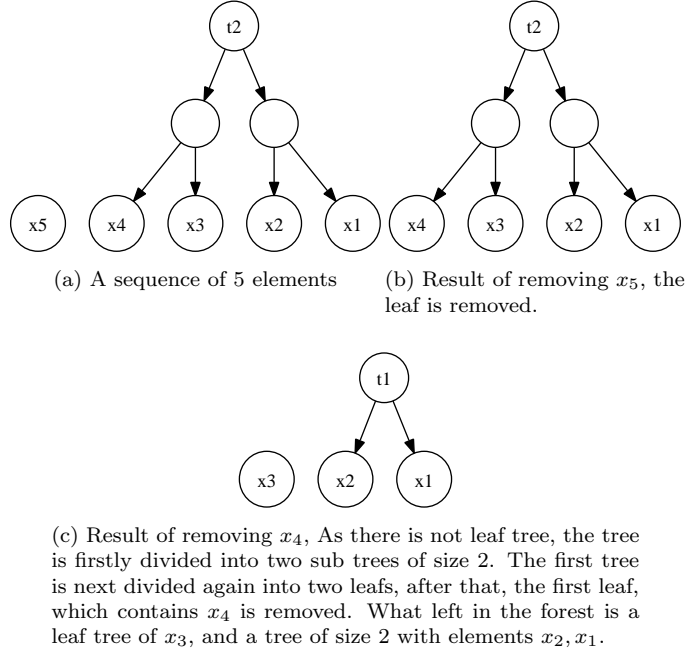 t2
t2
x5
x4
x3
x2
x1
x4
x3
x2
x1
(a) A sequence of 5 elements
(b) Result of removing x5, the
leaf is removed.
t1
x3
x2
x1
(c) Result of removing x4, As there is not leaf tree, the tree
is firstly divided into two sub trees of size 2. The first tree
is next divided again into two leafs, after that, the first leaf,
which contains x4 is removed. What left in the forest is a
leaf tree of x3, and a tree of size 2 with elements x2, x1.